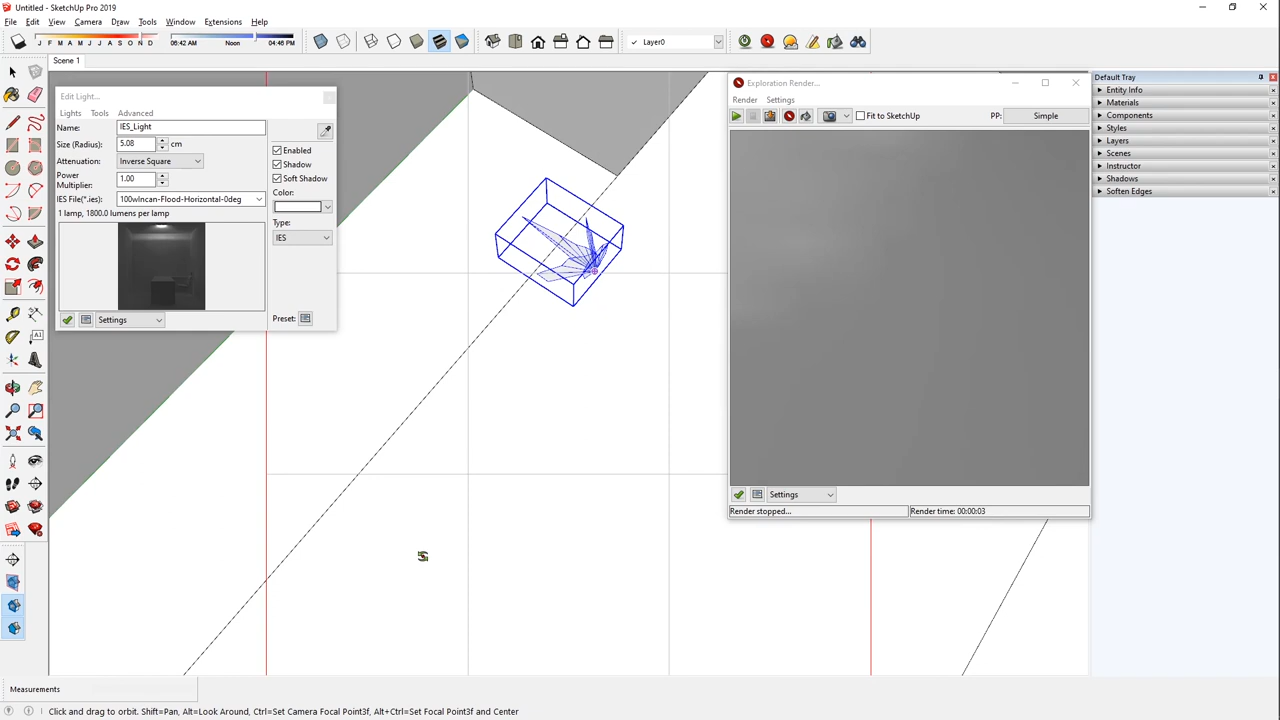 Untitled - SketchUp Pro 2019
File Edit View Camera Draw Tools Window Extensions Help
J F M A M J J A S O N D 06:42 AM Noon 04:45 PM Layer0
Scene 1
Edit Light...
Lights Tools Advanced
Name: IES_Light
Size (Radius): 5.08 cm
Enabled
Attenuation: Inverse Square
Shadow
Power
Multiplier: 1.00
Soft Shadow
Color:
IES File(*.ies): 100wIncan-Flood-Horizontal-0deg
1 lamp, 1800.0 lumens per lamp
Type:
IES
Preset:
Settings
Exploration Render...
Render Settings
Fit to SketchUp PP: Simple
Settings
Render stopped... Render time: 00:00:03
Default Tray
Entity Info
Materials
Components
Styles
Layers
Scenes
Instructor
Shadows
Soften Edges
Measurements
Click and drag to orbit. Shift=Pan, Alt=Look Around, Ctrl=Set Camera Focal Point3f, Alt+Ctrl=Set Focal Point3f and Center